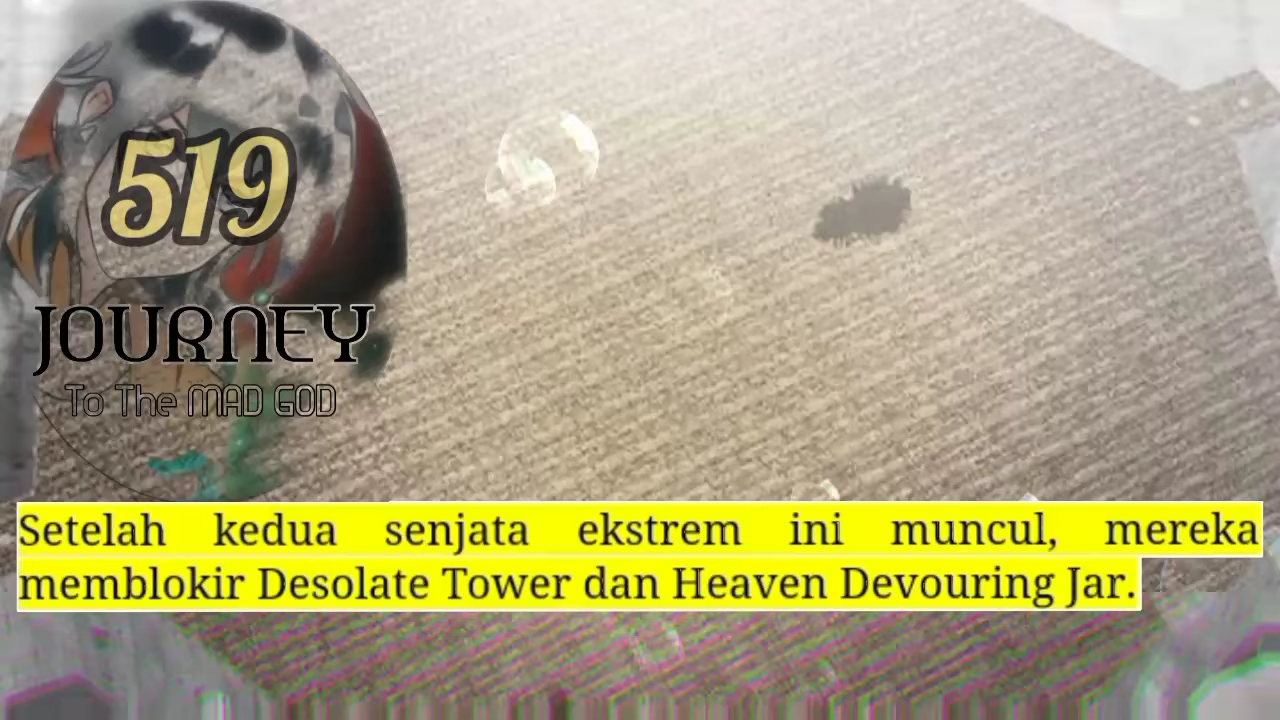 519
JOURNEY
To The MAD GOD
Setelah kedua senjata ekstrem ini muncul, mereka
memblokir Desolate Tower dan Heaven Devouring Jar.